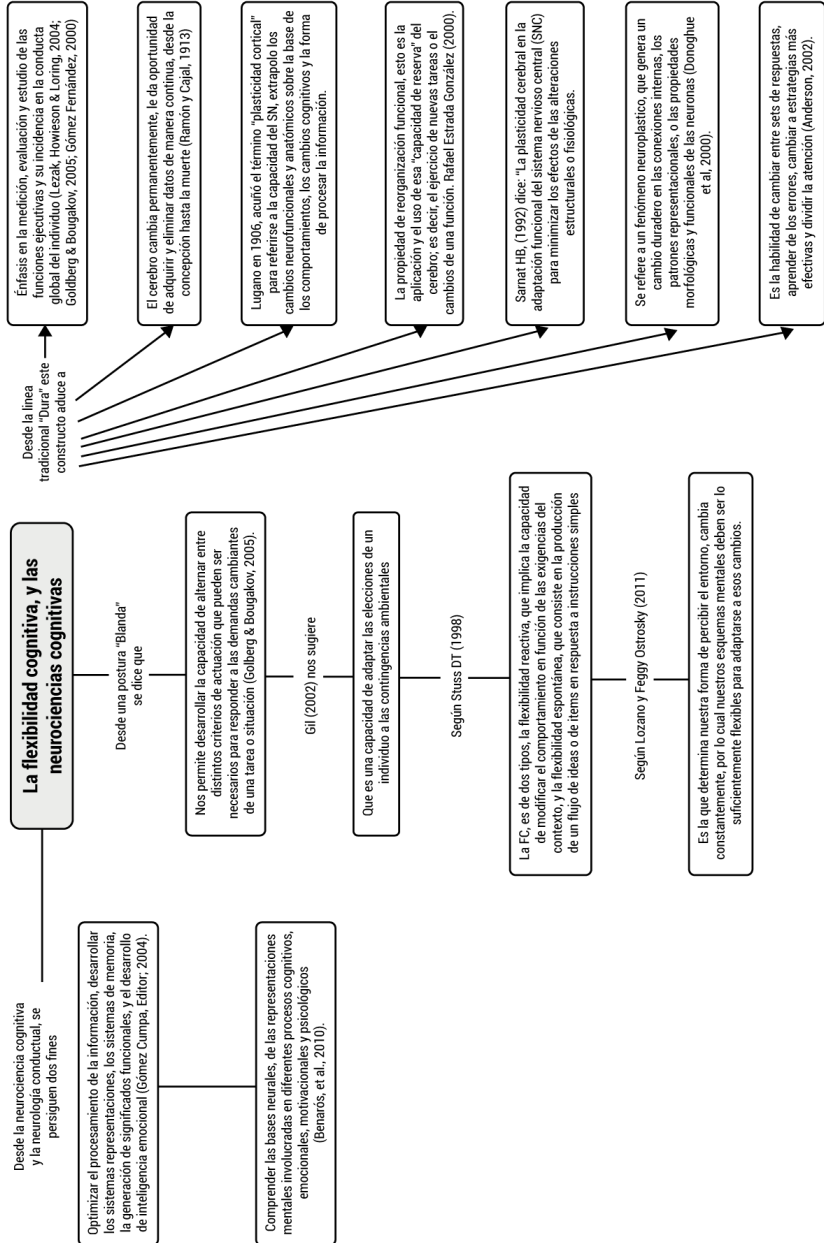 La flexibilidad cognitiva, y las
neurociencias cognitivas
Desde la neurociencia cognitiva
y la neurología conductual, se
persiguen dos fines
Optimizar el procesamiento de la información, desarrollar
los sistemas representaciones, los sistemas de memoria,
la generación de significados funcionales, y el desarrollo
de inteligencia emocional (Gómez Cumpa, Editor; 2004).
Comprender las bases neurales, de las representaciones
mentales involucradas en diferentes procesos cognitivos,
emocionales, motivacionales y psicológicos
(Benarós, et al., 2010).
Desde una postura "Blanda"
se dice que
Nos permite desarrollar la capacidad de alternar entre
distintos criterios de actuación que pueden ser
necesarios para responder a las demandas cambiantes
de una tarea o situación (Golberg & Bougakov, 2005).
Gil (2002) nos sugiere
Que es una capacidad de adaptar las elecciones de un
individuo a las contingencias ambientales
Según Stuss DT (1998)
La FC, es de dos tipos, la flexibilidad reactiva, que implica la capacidad
de modificar el comportamiento en función de las exigencias del
contexto, y la flexibilidad espontánea, que consiste en la producción
de un flujo de ideas o de items en respuesta a instrucciones simples
Según Lozano y Feggy Ostrosky (2011)
Es la que determina nuestra forma de percibir el entorno, cambia
constantemente, por lo cual nuestros esquemas mentales deben ser lo
suficientemente flexibles para adaptarse a esos cambios.
Desde la linea
tradicional "Dura" este
constructo aduce a
Énfasis en la medición, evaluación y estudio de las
funciones ejecutivas y su incidencia en la conducta
global del individuo (Lezak, Howieson & Loring, 2004;
Goldberg & Bougakov, 2005; Gómez Fernández, 2000)
El cerebro cambia permanentemente, le da oportunidad
de adquirir y eliminar datos de manera continua, desde la
concepción hasta la muerte (Ramón y Cajal, 1913)
Lugano en 1906, acuñó el término "plasticidad cortical"
para referirse a la capacidad del SN, extrapolo los
cambios neurofuncionales y anatómicos sobre la base de
los comportamientos, los cambios cognitivos y la forma
de procesar la información.
La propiedad de reorganización funcional, esto es la
aplicación y el uso de esa "capacidad de reserva" del
cerebro; es decir, el ejercicio de nuevas tareas o el
cambios de una función. Rafael Estrada González (2000).
Sarnat HB, (1992) dice: "La plasticidad cerebral en la
adaptación funcional del sistema nervioso central (SNC)
para minimizar los efectos de las alteraciones
estructurales o fisiológicas.
Se refiere a un fenómeno neuroplastico, que genera un
cambio duradero en las conexiones internas, los
patrones representacionales, o las propiedades
morfológicas y funcionales de las neuronas (Donoghue
et al, 2000).
Es la habilidad de cambiar entre sets de respuestas,
aprender de los errores, cambiar a estrategias más
efectivas y dividir la atención (Anderson, 2002).